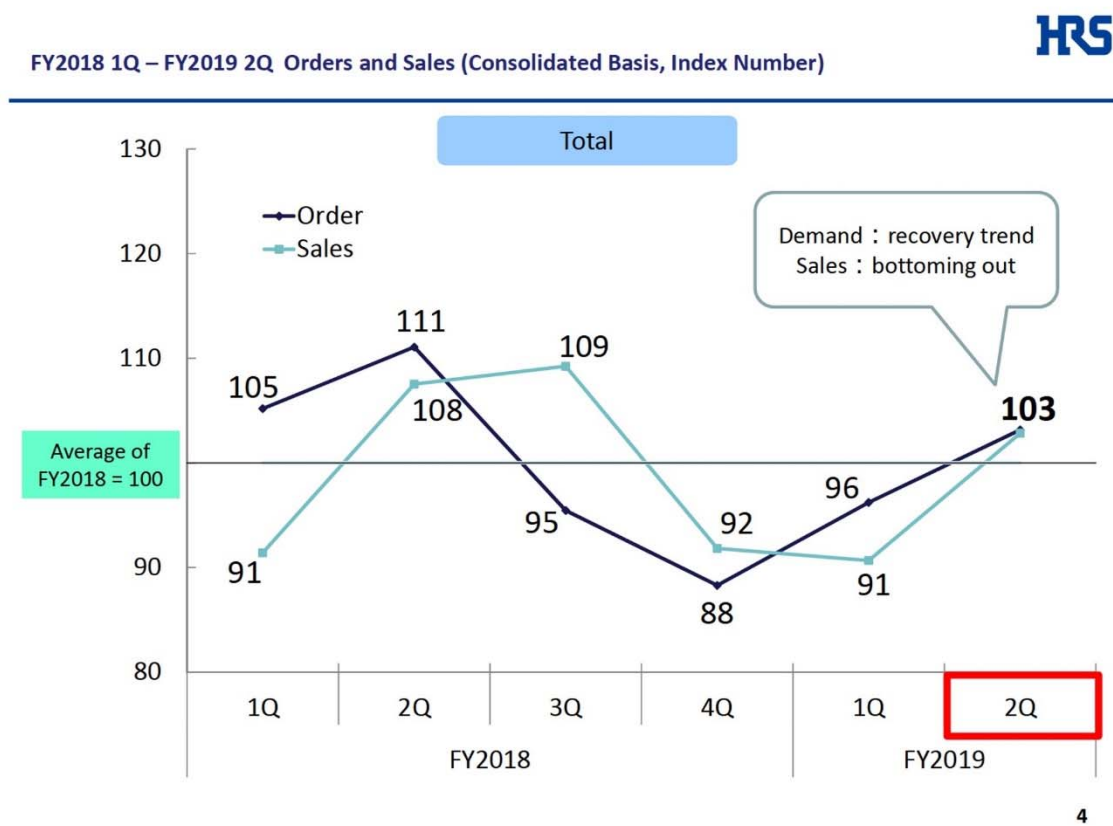 HRS
FY2018 1Q – FY2019 2Q Orders and Sales (Consolidated Basis, Index Number)
Total
130
120
110
90
80
Order
Sales
Demand：recovery trend
Sales：bottoming out
Average of
FY2018 = 100
105
111
95
88
96
103
91
108
109
92
91
1Q
2Q
3Q
4Q
1Q
2Q
FY2018
FY2019
4